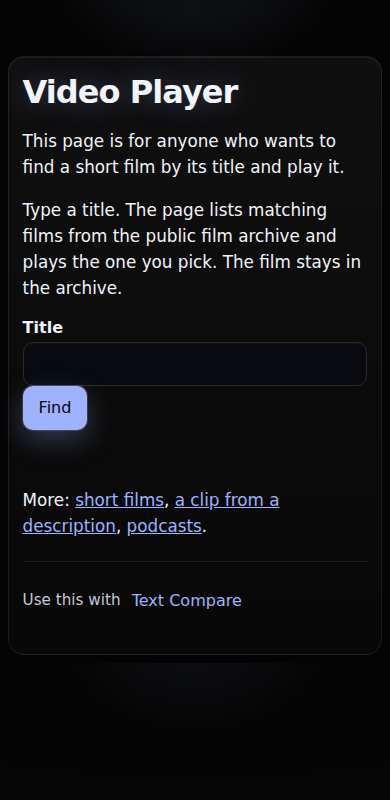 Video Player
This page is for anyone who wants to
find a short film by its title and play it.
Type a title. The page lists matching
films from the public film archive and
plays the one you pick. The film stays in
the archive.
Title
Find
More: short films, a clip from a
description, podcasts.
Use this with Text Compare